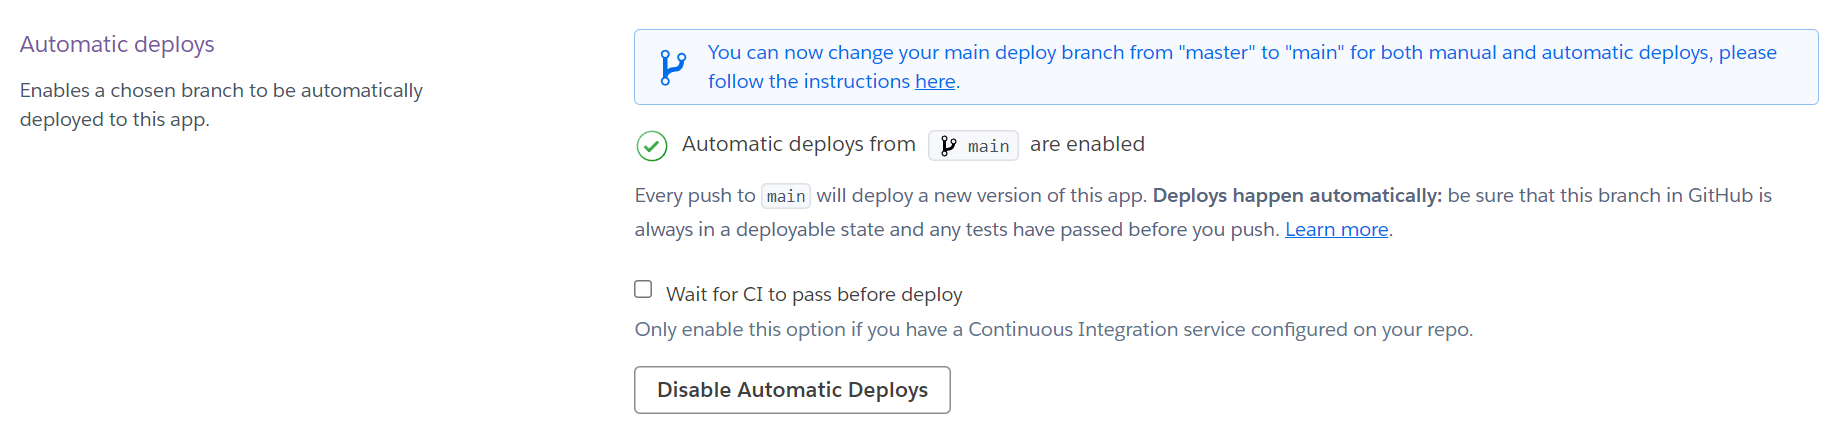 Automatic deploys
Enables a chosen branch to be automatically
deployed to this app.
You can now change your main deploy branch from "master" to "main" for both manual and automatic deploys, please
follow the instructions here.
Automatic deploys from main are enabled
Every push to main will deploy a new version of this app. Deploys happen automatically: be sure that this branch in GitHub is
always in a deployable state and any tests have passed before you push. Learn more.
Wait for CI to pass before deploy
Only enable this option if you have a Continuous Integration service configured on your repo.
Disable Automatic Deploys